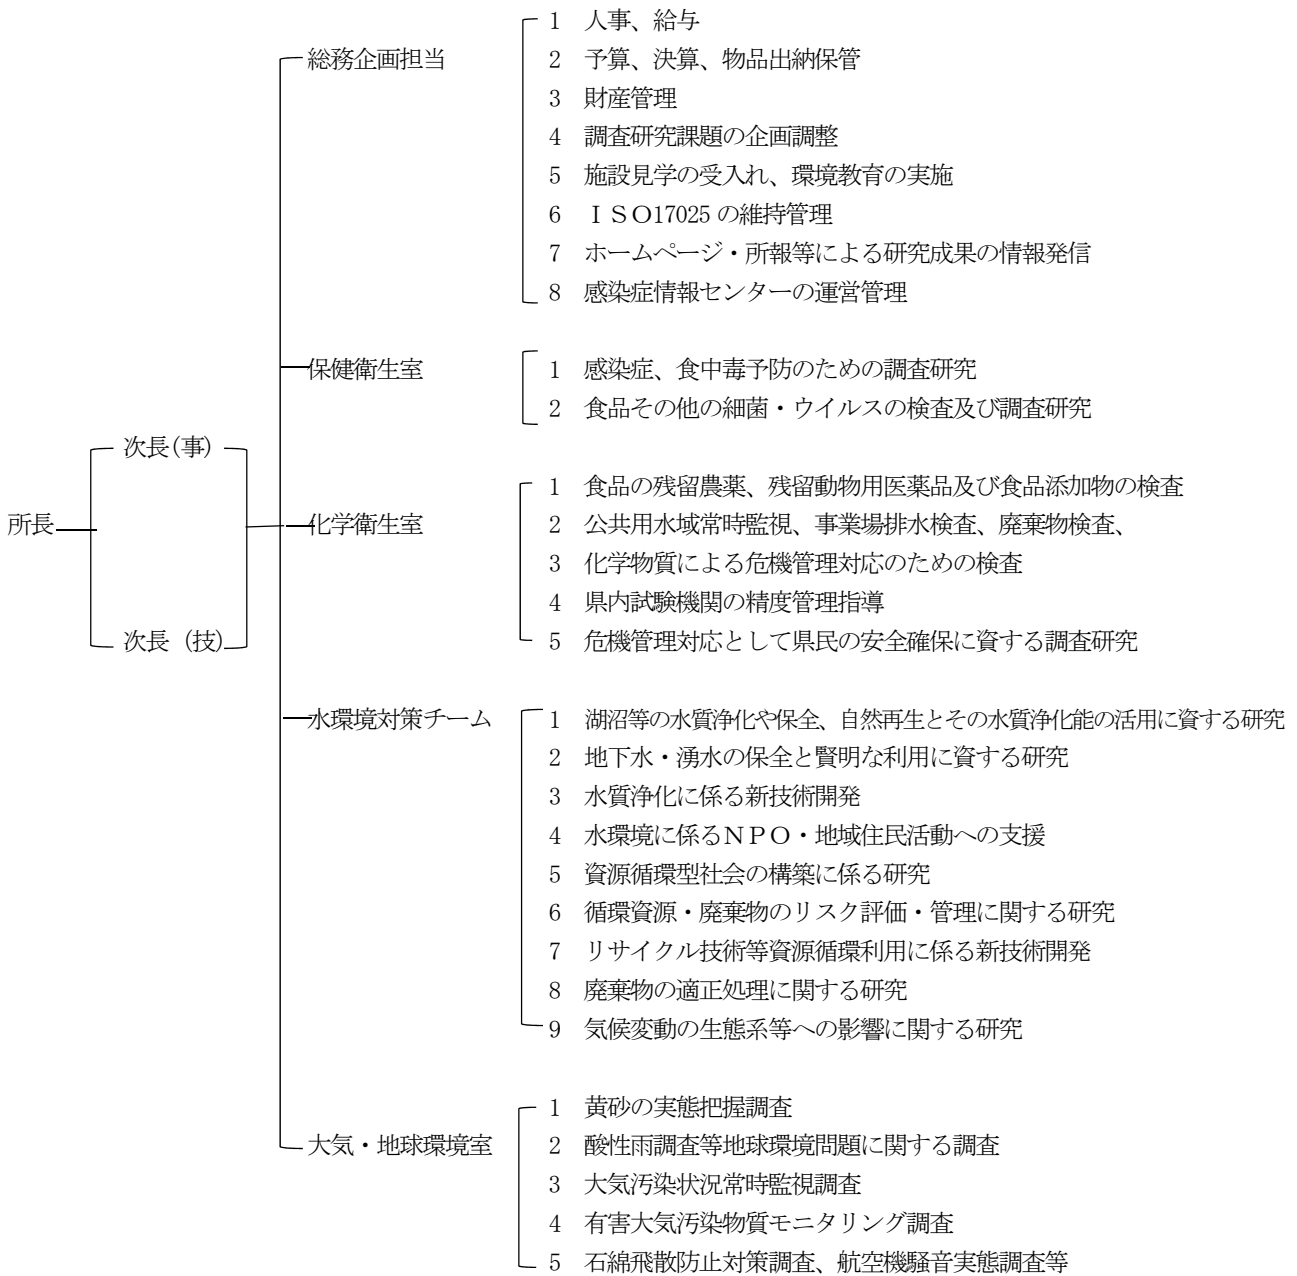 所長
次長(事)
次長 (技)
総務企画担当
1 人事、給与
2 予算、決算、物品出納保管
3 財産管理
4 調査研究課題の企画調整
5 施設見学の受入れ、環境教育の実施
6 ＩＳＯ17025 の維持管理
7 ホームページ・所報等による研究成果の情報発信
8 感染症情報センターの運営管理
保健衛生室
1 感染症、食中毒予防のための調査研究
2 食品その他の細菌・ウイルスの検査及び調査研究
化学衛生室
1 食品の残留農薬、残留動物用医薬品及び食品添加物の検査
2 公共用水域常時監視、事業場排水検査、廃棄物検査、
3 化学物質による危機管理対応のための検査
4 県内試験機関の精度管理指導
5 危機管理対応として県民の安全確保に資する調査研究
水環境対策チーム
1 湖沼等の水質浄化や保全、自然再生とその水質浄化能の活用に資する研究
2 地下水・湧水の保全と賢明な利用に資する研究
3 水質浄化に係る新技術開発
4 水環境に係るＮＰＯ・地域住民活動への支援
5 資源循環型社会の構築に係る研究
6 循環資源・廃棄物のリスク評価・管理に関する研究
7 リサイクル技術等資源循環利用に係る新技術開発
8 廃棄物の適正処理に関する研究
9 気候変動の生態系等への影響に関する研究
大気・地球環境室
1 黄砂の実態把握調査
2 酸性雨調査等地球環境問題に関する調査
3 大気汚染状況常時監視調査
4 有害大気汚染物質モニタリング調査
5 石綿飛散防止対策調査、航空機騒音実態調査等